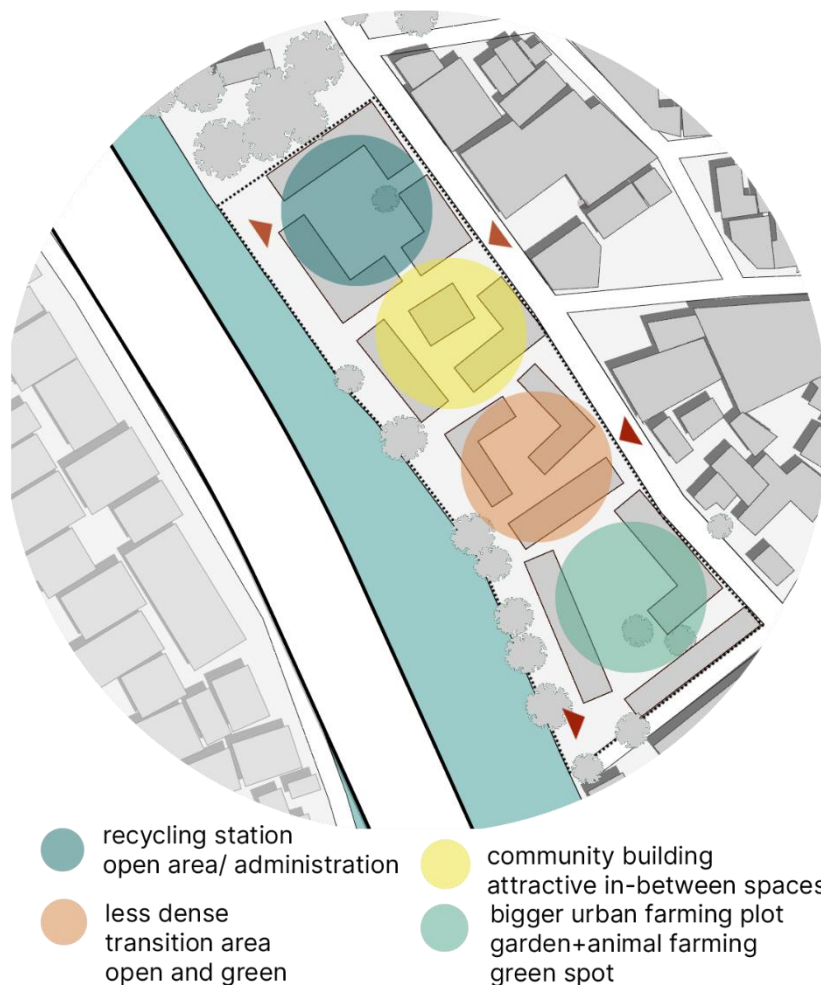 recycling station
open area/ administration
less dense
transition area
open and green
community building
attractive in-between spaces
bigger urban farming plot
garden+animal farming
green spot